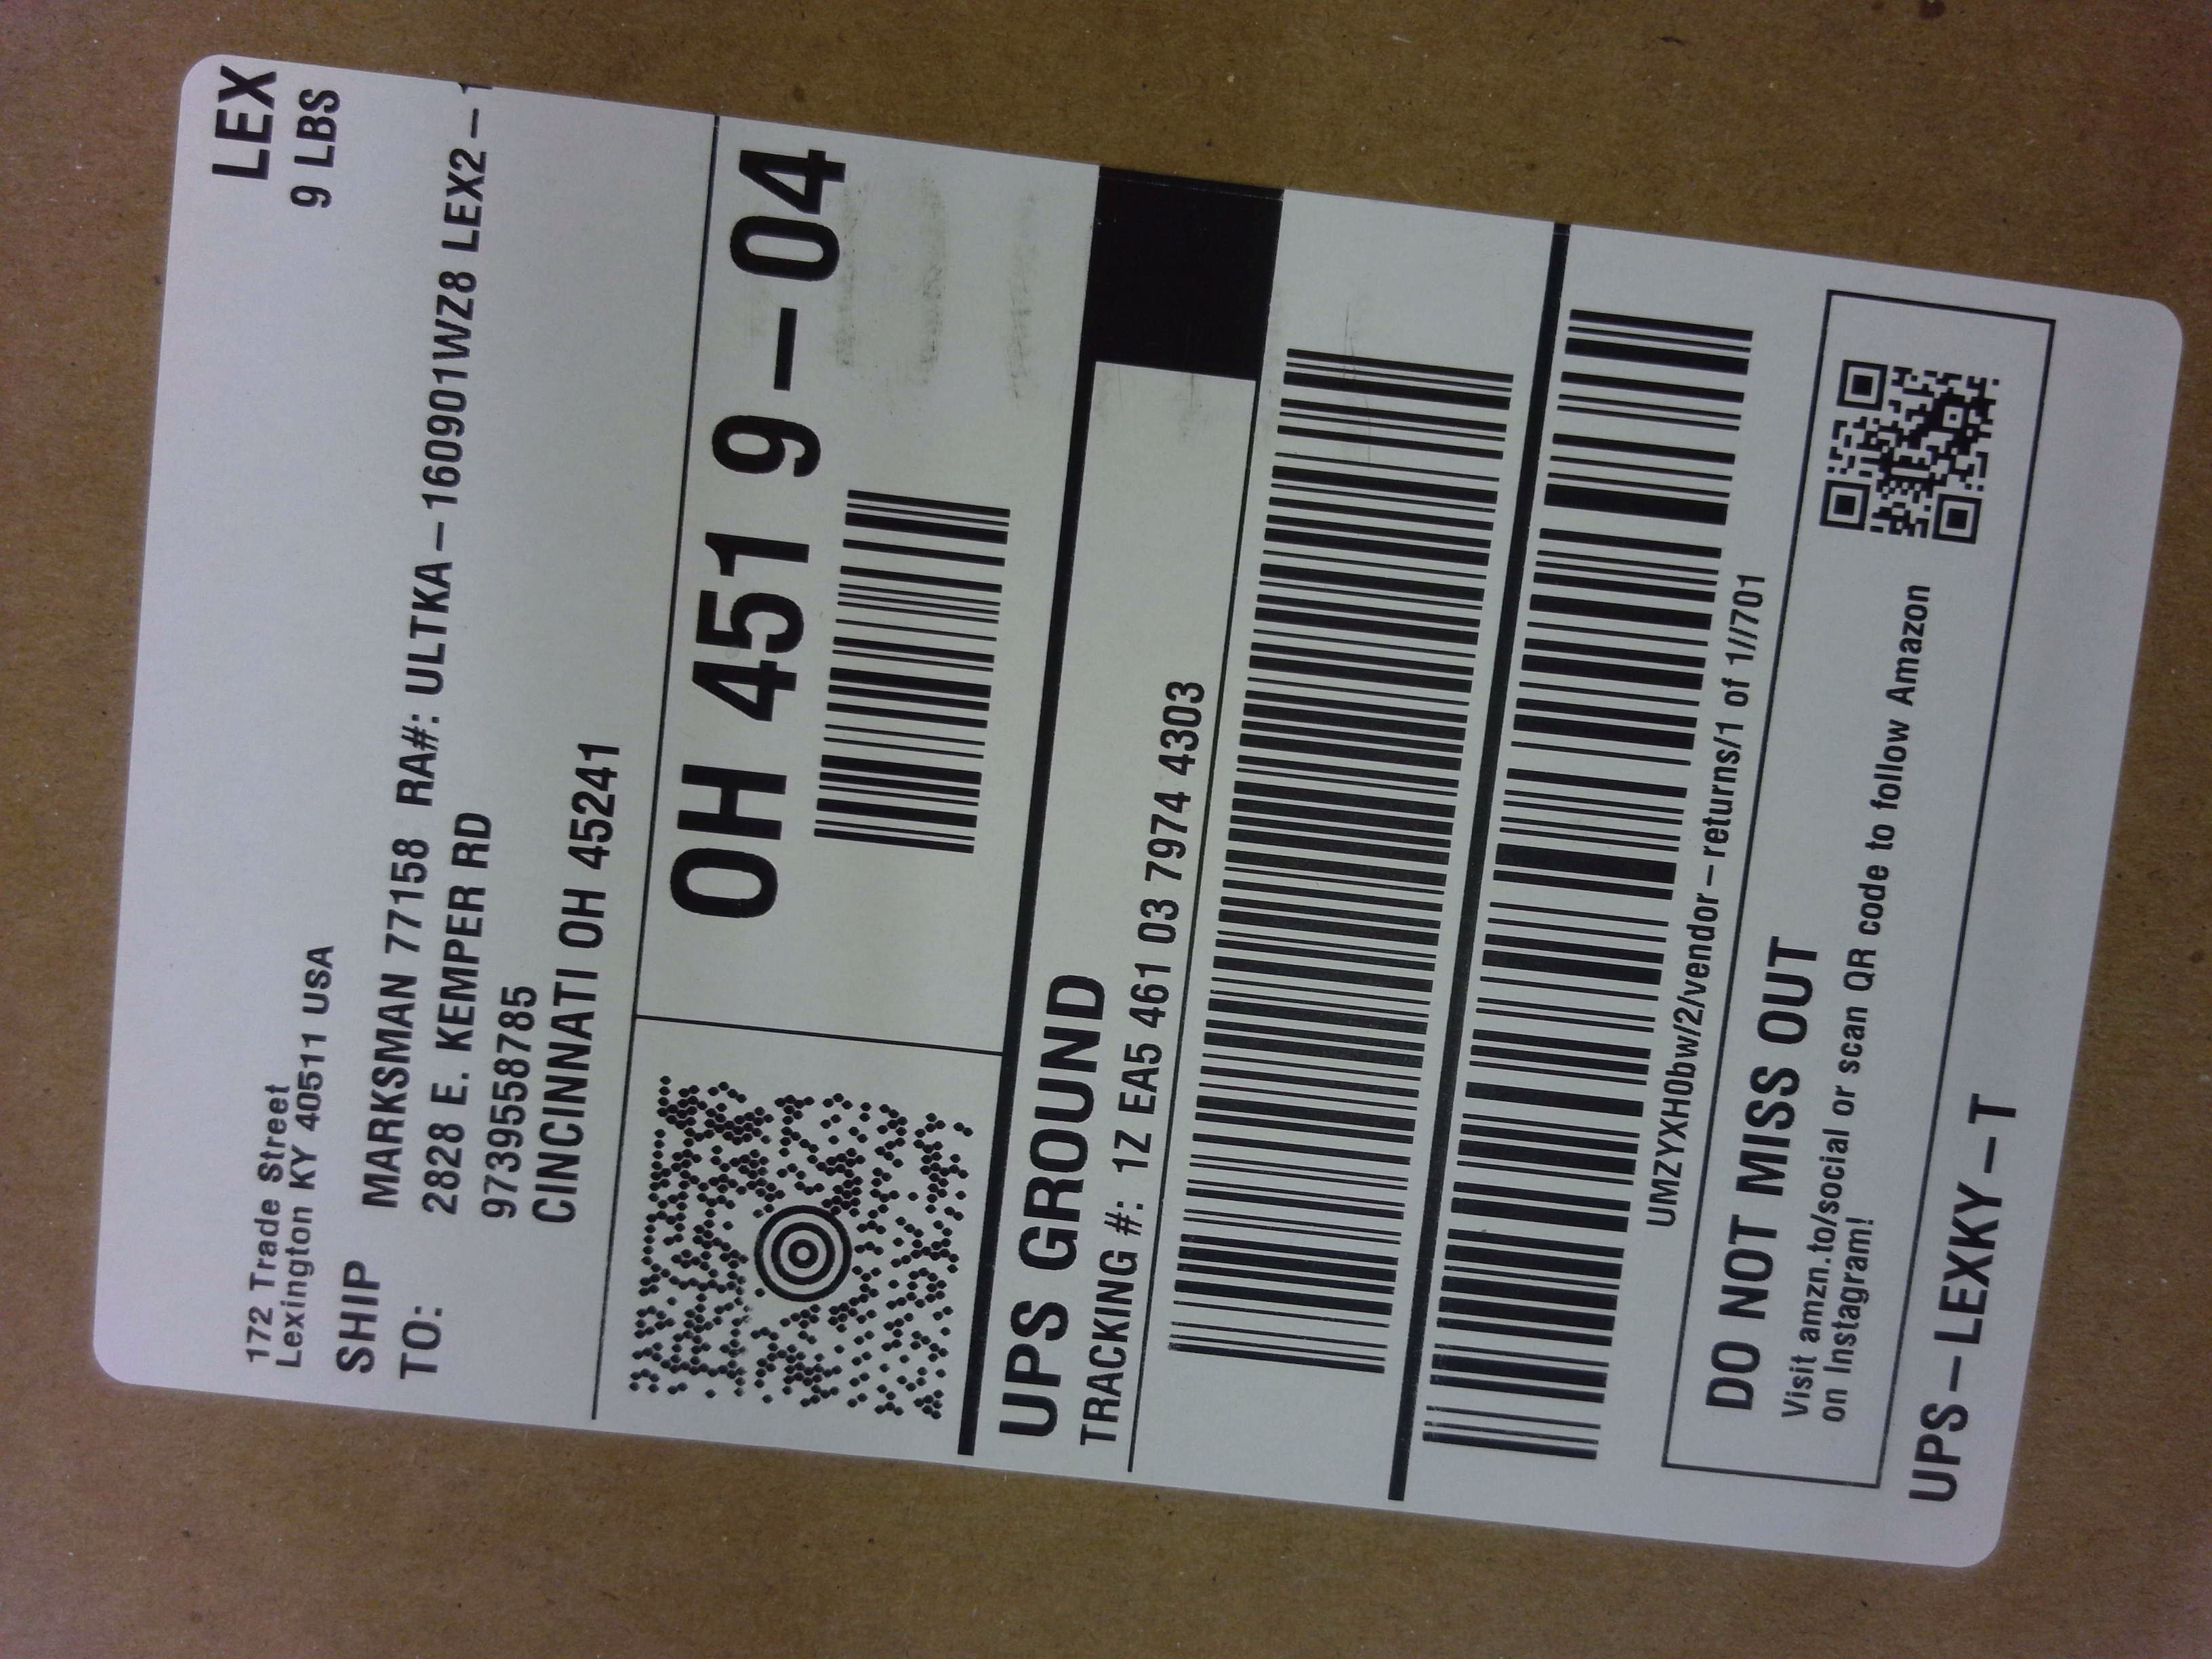 LEX
9 LBS
172 Trade Street
Lexington KY 40511 USA
SHIP
TO:
MARKSMAN 77158 RA#: ULTKA-160901WZ8 LEX2-
2828 E. KEMPER RD
9739558785
CINCINNATI OH 45241
OH 451 9-04
UPS GROUND
TRACKING #: 1Z EA5 461 03 7974 4303
UMZYXH0bw/2/vendor-returns/1 of 1//701
DO NOT MISS OUT
Visit amzn.to/social or scan QR code to follow Amazon
on Instagram!
UPS-LEXKY-T